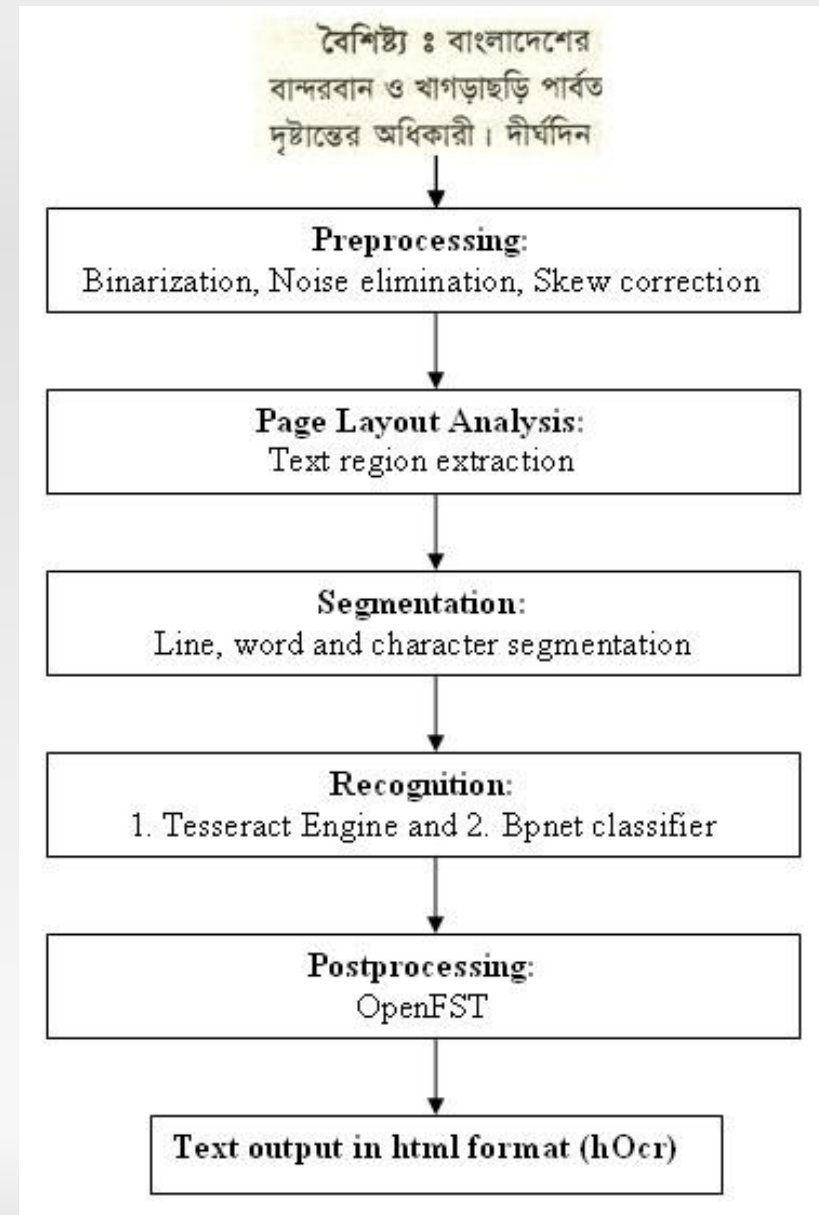 বৈশিষ্ট্য ঃ বাংলাদেশের
বান্দরবান ও খাগড়াছড়ি পার্বত
দৃষ্টান্তের অধিকারী। দীর্ঘদিন
Preprocessing:
Binarization, Noise elimination, Skew correction
Page Layout Analysis:
Text region extraction
Segmentation:
Line, word and character segmentation
Recognition:
1. Tesseract Engine and 2. Bpnet classifier
Postprocessing:
OpenFST
Text output in html format (hOcr)